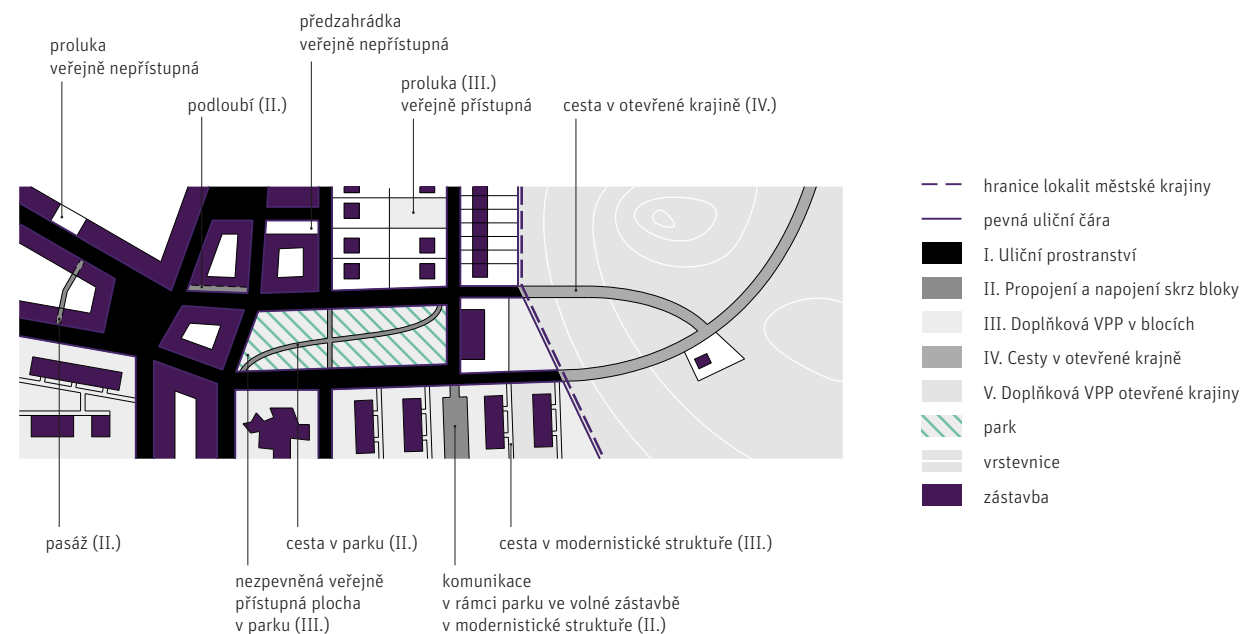 předzahrádka
veřejně nepřístupná
proluka
veřejně nepřístupná
proluka (III.)
veřejně přístupná
podloubí (II.)
cesta v otevřené krajině (IV.)
hranice lokalit městské krajiny
pevná uliční čára
I. Uliční prostranství
II. Propojení a napojení skrz bloky
III. Doplňková VPP v blocích
IV. Cesty v otevřené krajně
V. Doplňková VPP otevřené krajiny
park
vrstevnice
zástavba
pasáž (II.)
cesta v parku (II.)
cesta v modernistické struktuře (III.)
nezpevněná veřejně
přístupná plocha
v parku (III.)
komunikace
v rámci parku ve volné zástavbě
v modernistické struktuře (II.)